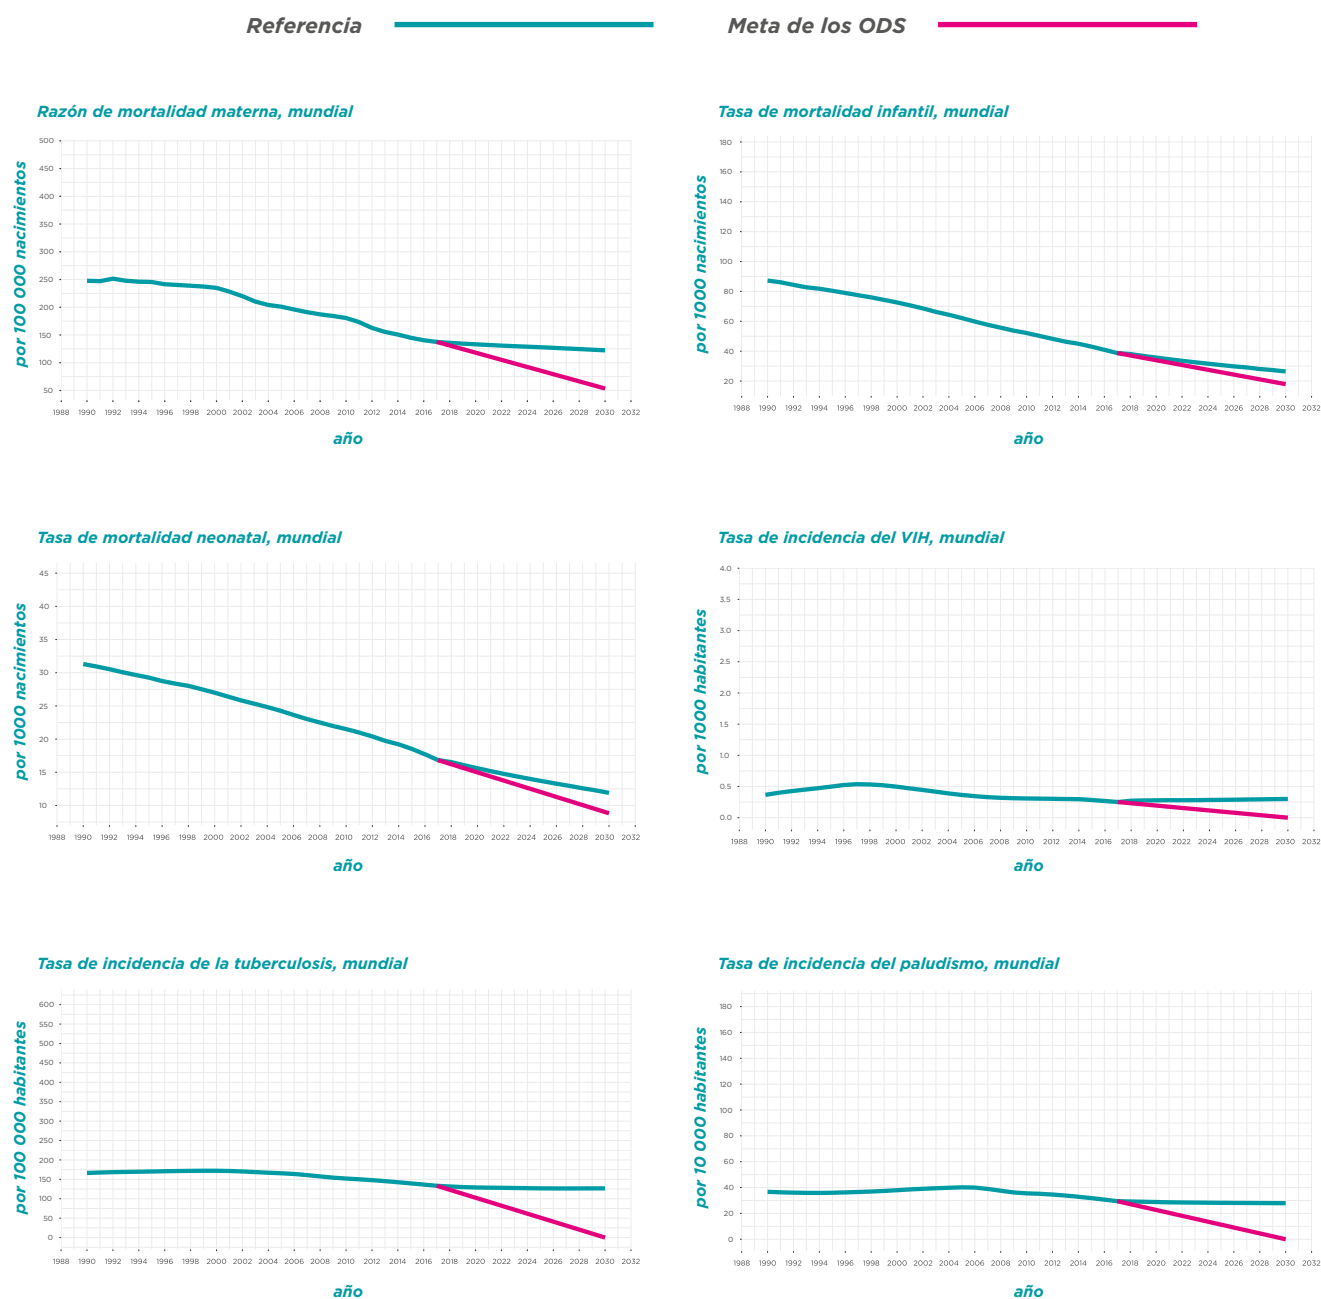 Referencia
Meta de los ODS
Razón de mortalidad materna, mundial
por 100 000 nacimientos
500
450
400
350
300
250
200
150
100
50
1988 1990 1992 1994 1996 1998 2000 2002 2004 2006 2008 2010 2012 2014 2016 2018 2020 2022 2024 2026 2028 2030 2032
año
Tasa de mortalidad infantil, mundial
por 1000 nacimientos
180
160
140
120
100
80
60
40
20
1988 1990 1992 1994 1996 1998 2000 2002 2004 2006 2008 2010 2012 2014 2016 2018 2020 2022 2024 2026 2028 2030 2032
año
Tasa de mortalidad neonatal, mundial
por 1000 nacimientos
45
40
35
30
25
20
15
10
1988 1990 1992 1994 1996 1998 2000 2002 2004 2006 2008 2010 2012 2014 2016 2018 2020 2022 2024 2026 2028 2030 2032
año
Tasa de incidencia del VIH, mundial
por 1000 habitantes
4.0
3.5
3.0
2.5
2.0
1.5
1.0
0.5
0.0
1988 1990 1992 1994 1996 1998 2000 2002 2004 2006 2008 2010 2012 2014 2016 2018 2020 2022 2024 2026 2028 2030 2032
año
Tasa de incidencia de la tuberculosis, mundial
por 100 000 habitantes
600
550
500
450
400
350
300
250
200
150
100
50
0
1988 1990 1992 1994 1996 1998 2000 2002 2004 2006 2008 2010 2012 2014 2016 2018 2020 2022 2024 2026 2028 2030 2032
año
Tasa de incidencia del paludismo, mundial
por 10 000 habitantes
180
160
140
120
100
80
60
40
20
0
1988 1990 1992 1994 1996 1998 2000 2002 2004 2006 2008 2010 2012 2014 2016 2018 2020 2022 2024 2026 2028 2030 2032
año